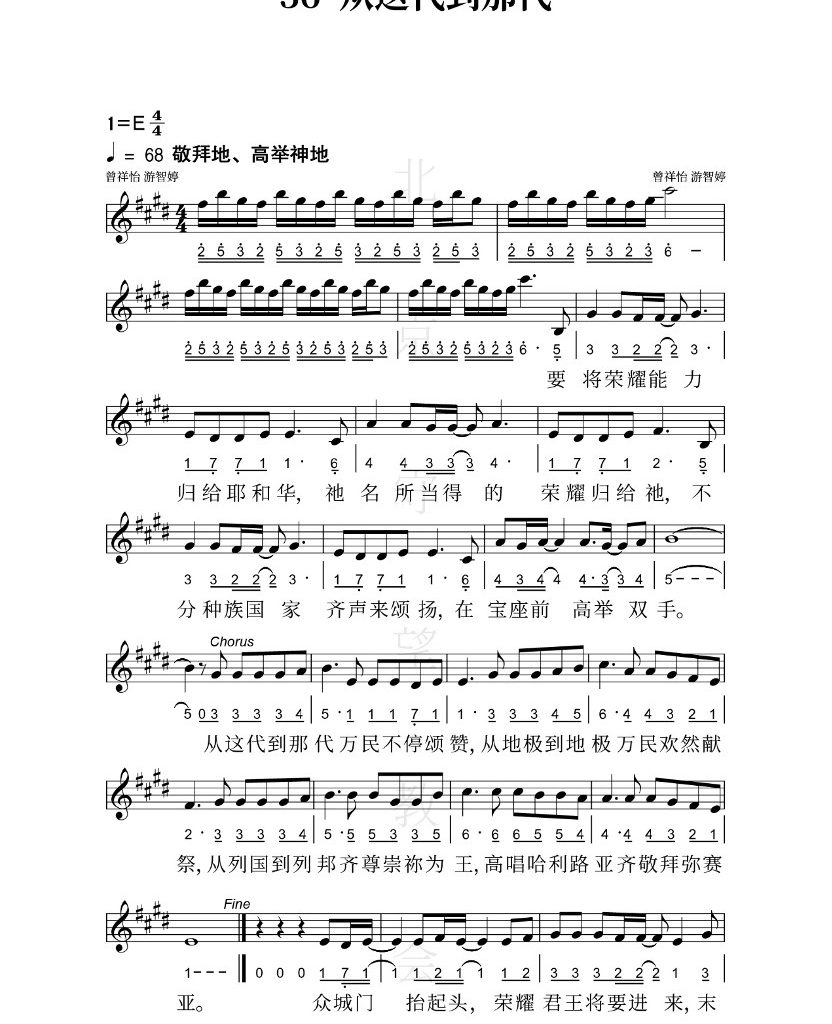 从这代到那代
1=E 4/4
♩ = 68 敬拜地、高举神地
曾祥怡 游智婷 曾祥怡 游智婷
2 5 3 2 5 3 2 5 3 2 5 3 2 5 3 | 2 5 3 2 5 3 2 5 3 2 6 –
2 5 3 2 5 3 2 5 3 2 5 3 2 5 3 | 2 5 3 2 5 3 2 5 3 2 6 · 5 | 3 3 2 2 2 3 ·
要 将荣耀能 力
1 7 7 1 1 · 6 | 4 4 3 3 3 4 · | 1 7 7 1 2 · 5
归给耶和华, 祂 名 所当得 的 荣耀归给祂, 不
3 3 2 2 2 3 · | 1 7 7 1 1 · 6 | 4 3 4 4 4 · 3 3 4 | 5 – – –
分种族国 家 齐声来颂扬, 在 宝座前 高举 双手。
Chorus
5 0 3 3 3 3 4 | 5 · 1 1 1 7 1 | 1 · 3 3 3 4 5 | 6 · 4 4 3 2 1
从这代到那代万民不停颂赞, 从地极到地极万民欢然献
2 · 3 3 3 3 4 | 5 · 5 5 3 3 5 | 6 · 6 6 5 5 4 | 4 · 4 4 3 2 1
祭, 从列国到列邦齐尊崇祢为王, 高唱哈利路亚齐敬拜弥赛
Fine
1 – – – | 0 0 0 1 7 1 | 1 1 2 1 1 1 2 | 3 3 3 2 2 2 1 3
亚。 众城门 抬起头, 荣耀君王将要进来, 末
北京守望教会